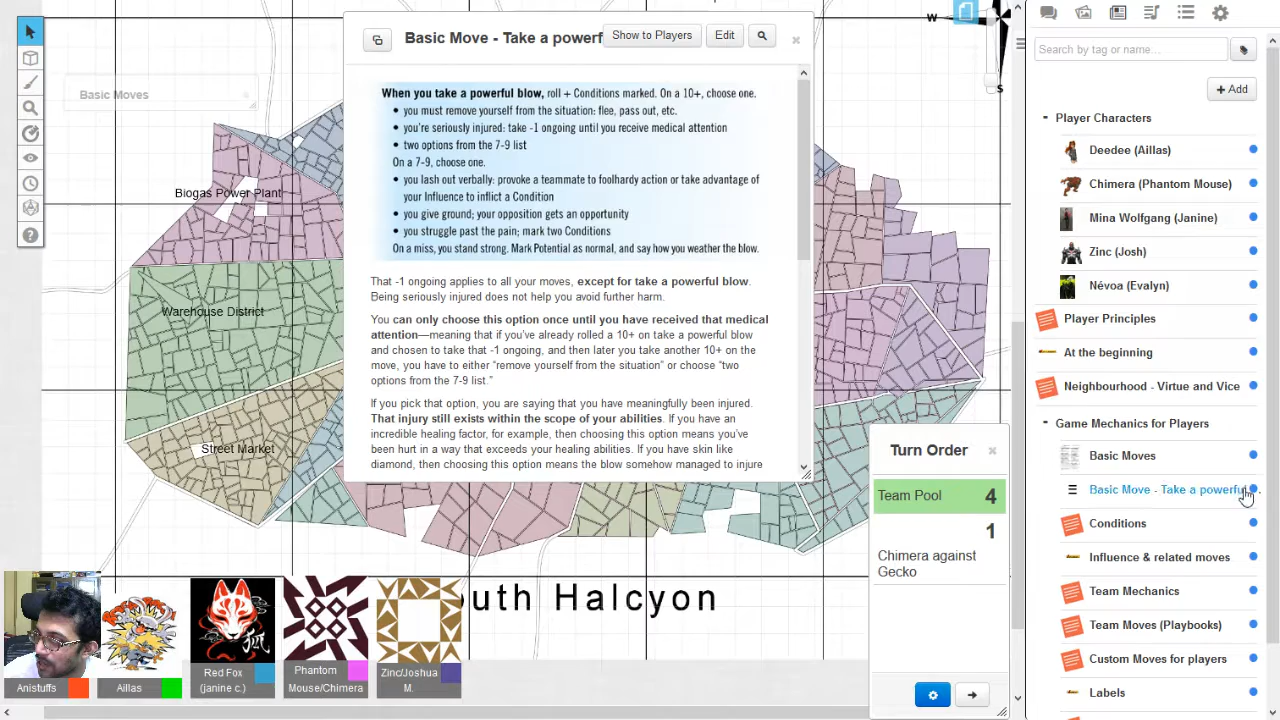 W
S
Biogas Power Plant
Warehouse District
Street Market
outh Halcyon
Basic Moves
Basic Move - Take a powerf
Show to Players
Edit
When you take a powerful blow, roll + Conditions marked. On a 10+, choose one.
• you must remove yourself from the situation: flee, pass out, etc.
• you're seriously injured: take -1 ongoing until you receive medical attention
• two options from the 7-9 list
On a 7-9, choose one.
• you lash out verbally: provoke a teammate to foolhardy action or take advantage of
your Influence to inflict a Condition
• you give ground; your opposition gets an opportunity
• you struggle past the pain; mark two Conditions
On a miss, you stand strong. Mark Potential as normal, and say how you weather the blow.
That -1 ongoing applies to all your moves, except for take a powerful blow.
Being seriously injured does not help you avoid further harm.
You can only choose this option once until you have received that medical
attention—meaning that if you've already rolled a 10+ on take a powerful blow
and chosen to take that -1 ongoing, and then later you take another 10+ on the
move, you have to either “remove yourself from the situation” or choose “two
options from the 7-9 list.”
If you pick that option, you are saying that you have meaningfully been injured.
That injury still exists within the scope of your abilities. If you have an
incredible healing factor, for example, then choosing this option means you've
been hurt in a way that exceeds your healing abilities. If you have skin like
diamond, then choosing this option means the blow somehow managed to injure
Turn Order
Team Pool 4
1
Chimera against
Gecko
Anistuffs
Aillas
狐
Red Fox
(janine c.)
Phantom
Mouse/Chimera
Zinc/Joshua
M.
Search by tag or name...
+ Add
Player Characters
Deedee (Aillas)
Chimera (Phantom Mouse)
Mina Wolfgang (Janine)
Zinc (Josh)
Névoa (Evalyn)
Player Principles
At the beginning
Neighbourhood - Virtue and Vice
Game Mechanics for Players
Basic Moves
Basic Move - Take a powerful
Conditions
Influence & related moves
Team Mechanics
Team Moves (Playbooks)
Custom Moves for players
Labels